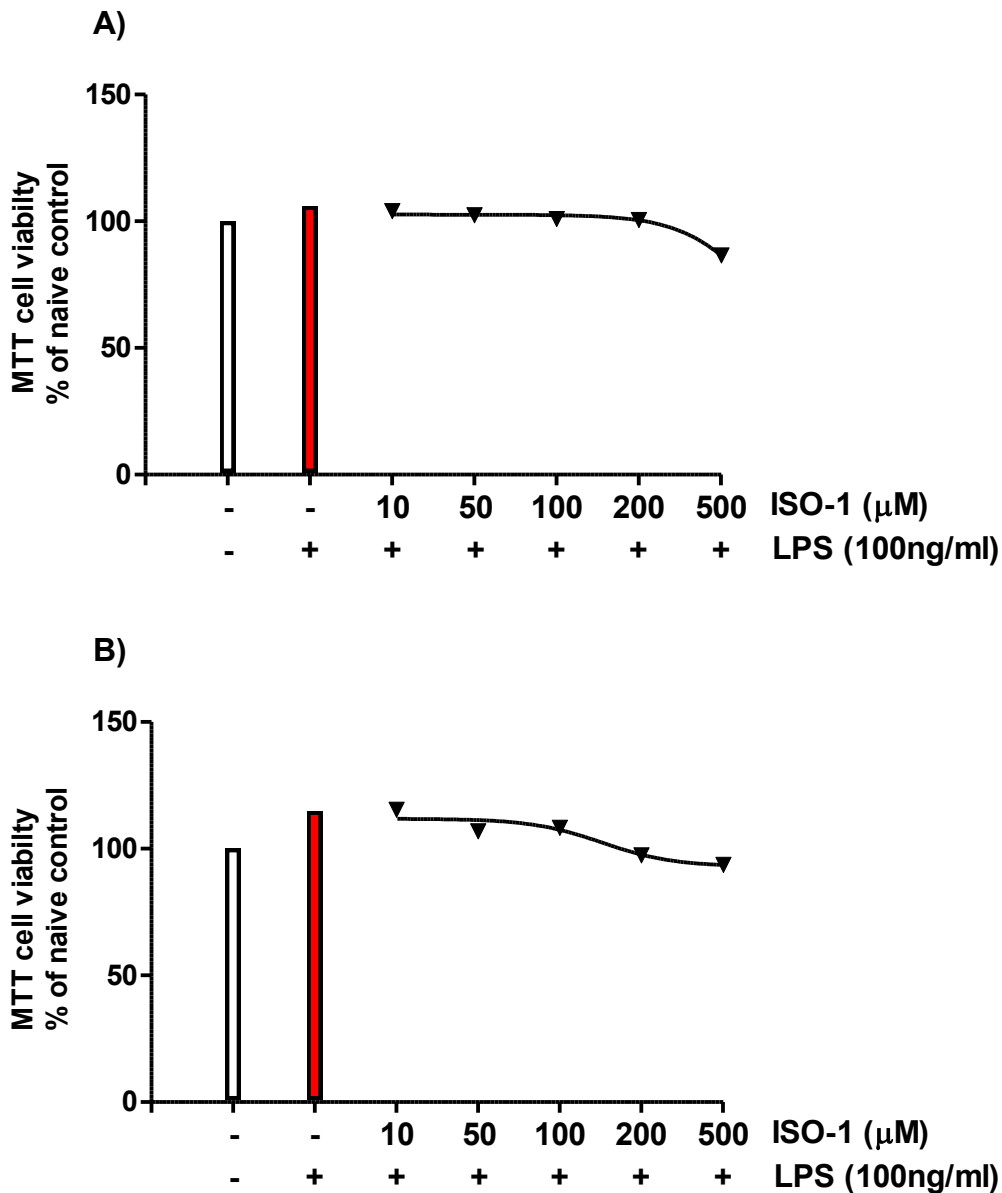 A)
MTT cell viabilty
% of naive control
150
100
50
0
- - 10 50 100 200 500 ISO-1 (μM)
- + + + + + + LPS (100ng/ml)
B)
MTT cell viabilty
% of naive control
150
100
50
0
- - 10 50 100 200 500 ISO-1 (μM)
- + + + + + + LPS (100ng/ml)